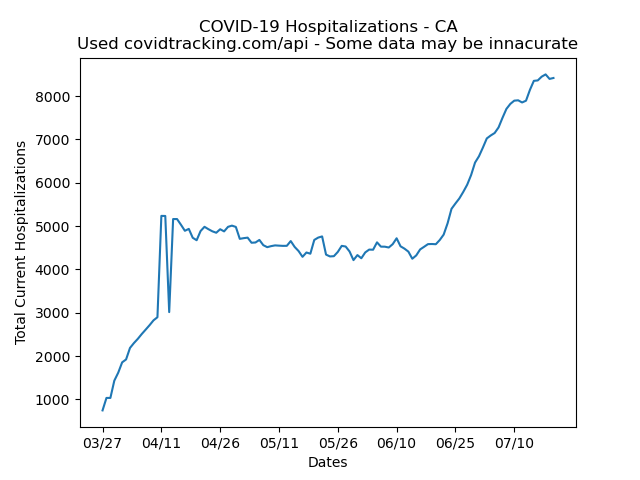 COVID-19 Hospitalizations - CA
Used covidtracking.com/api - Some data may be innacurate
8000
7000
6000
5000
4000
3000
2000
1000
Total Current Hospitalizations
03/27 04/11 04/26 05/11 05/26 06/10 06/25 07/10
Dates